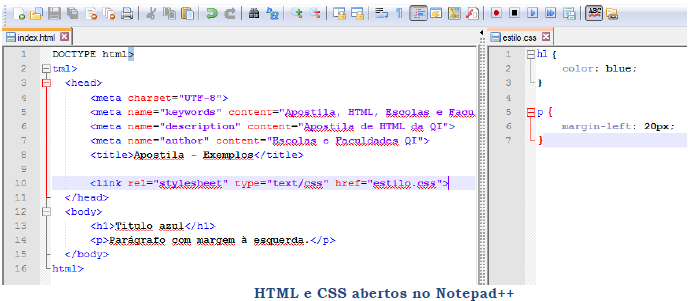 index.html
1 DOCTYPE html>
2 tml>
3 <head>
4 <meta charset="UTF-8">
5 <meta name="keywords" content="Apostila, HTML, Escolas e Facu
6 <meta name="description" content="Apostila de HTML da QI">
7 <meta name="author" content="Escolas e Faculdades QI">
8 <title>Apostila - Exemplos</title>
9
10 <link rel="stylesheet" type="text/css" href="estilo.css">
11 </head>
12 <body>
13 <h1>Titulo azul</h1>
14 <p>Parágrafo com margem à esquerda.</p>
15 </body>
16 html>
estilo.css
1 h1 {
2 color: blue;
3 }
4
5 p {
6 margin-left: 20px;
7 }
HTML e CSS abertos no Notepad++